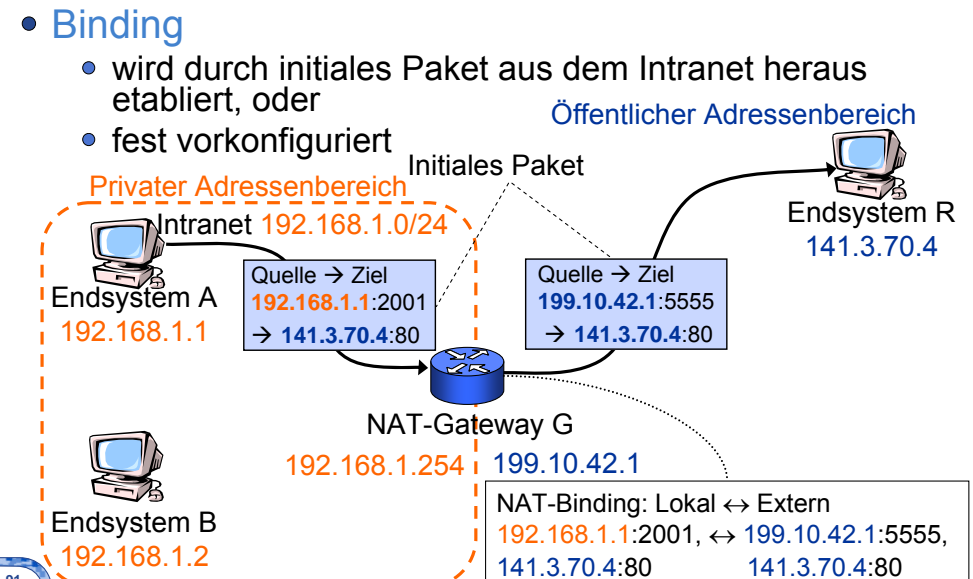 Binding
wird durch initiales Paket aus dem Intranet heraus
etabliert, oder
fest vorkonfiguriert
Öffentlicher Adressenbereich
Initiales Paket
Privater Adressenbereich
Intranet 192.168.1.0/24
Endsystem R
141.3.70.4
Quelle → Ziel
192.168.1.1:2001
→ 141.3.70.4:80
Quelle → Ziel
199.10.42.1:5555
→ 141.3.70.4:80
Endsystem A
192.168.1.1
NAT-Gateway G
192.168.1.254
199.10.42.1
Endsystem B
192.168.1.2
NAT-Binding: Lokal ↔ Extern
192.168.1.1:2001, ↔ 199.10.42.1:5555,
141.3.70.4:80 141.3.70.4:80